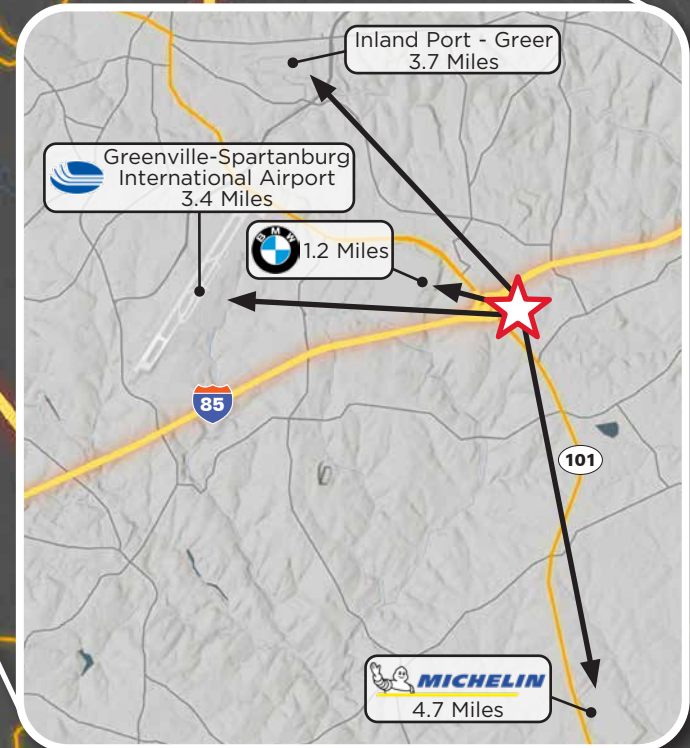 Inland Port - Greer
3.7 Miles
Greenville-Spartanburg
International Airport
3.4 Miles
BMW
1.2 Miles
85
101
MICHELIN
4.7 Miles